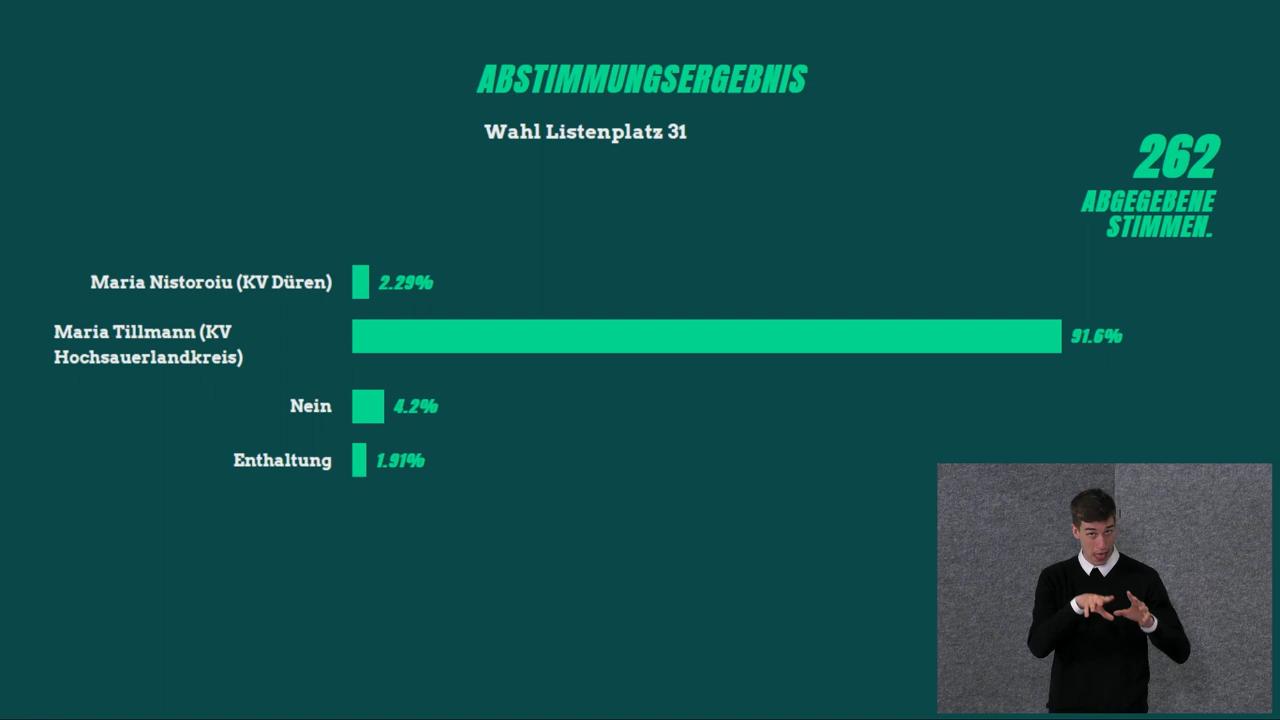 ABSTIMMUNGSERGEBNIS
Wahl Listenplatz 31
262
ABGEGEBENE
STIMMEN.
Maria Nistoroiu (KV Düren)
2.29%
Maria Tillmann (KV
Hochsauerlandkreis)
91.6%
Nein
4.2%
Enthaltung
1.91%